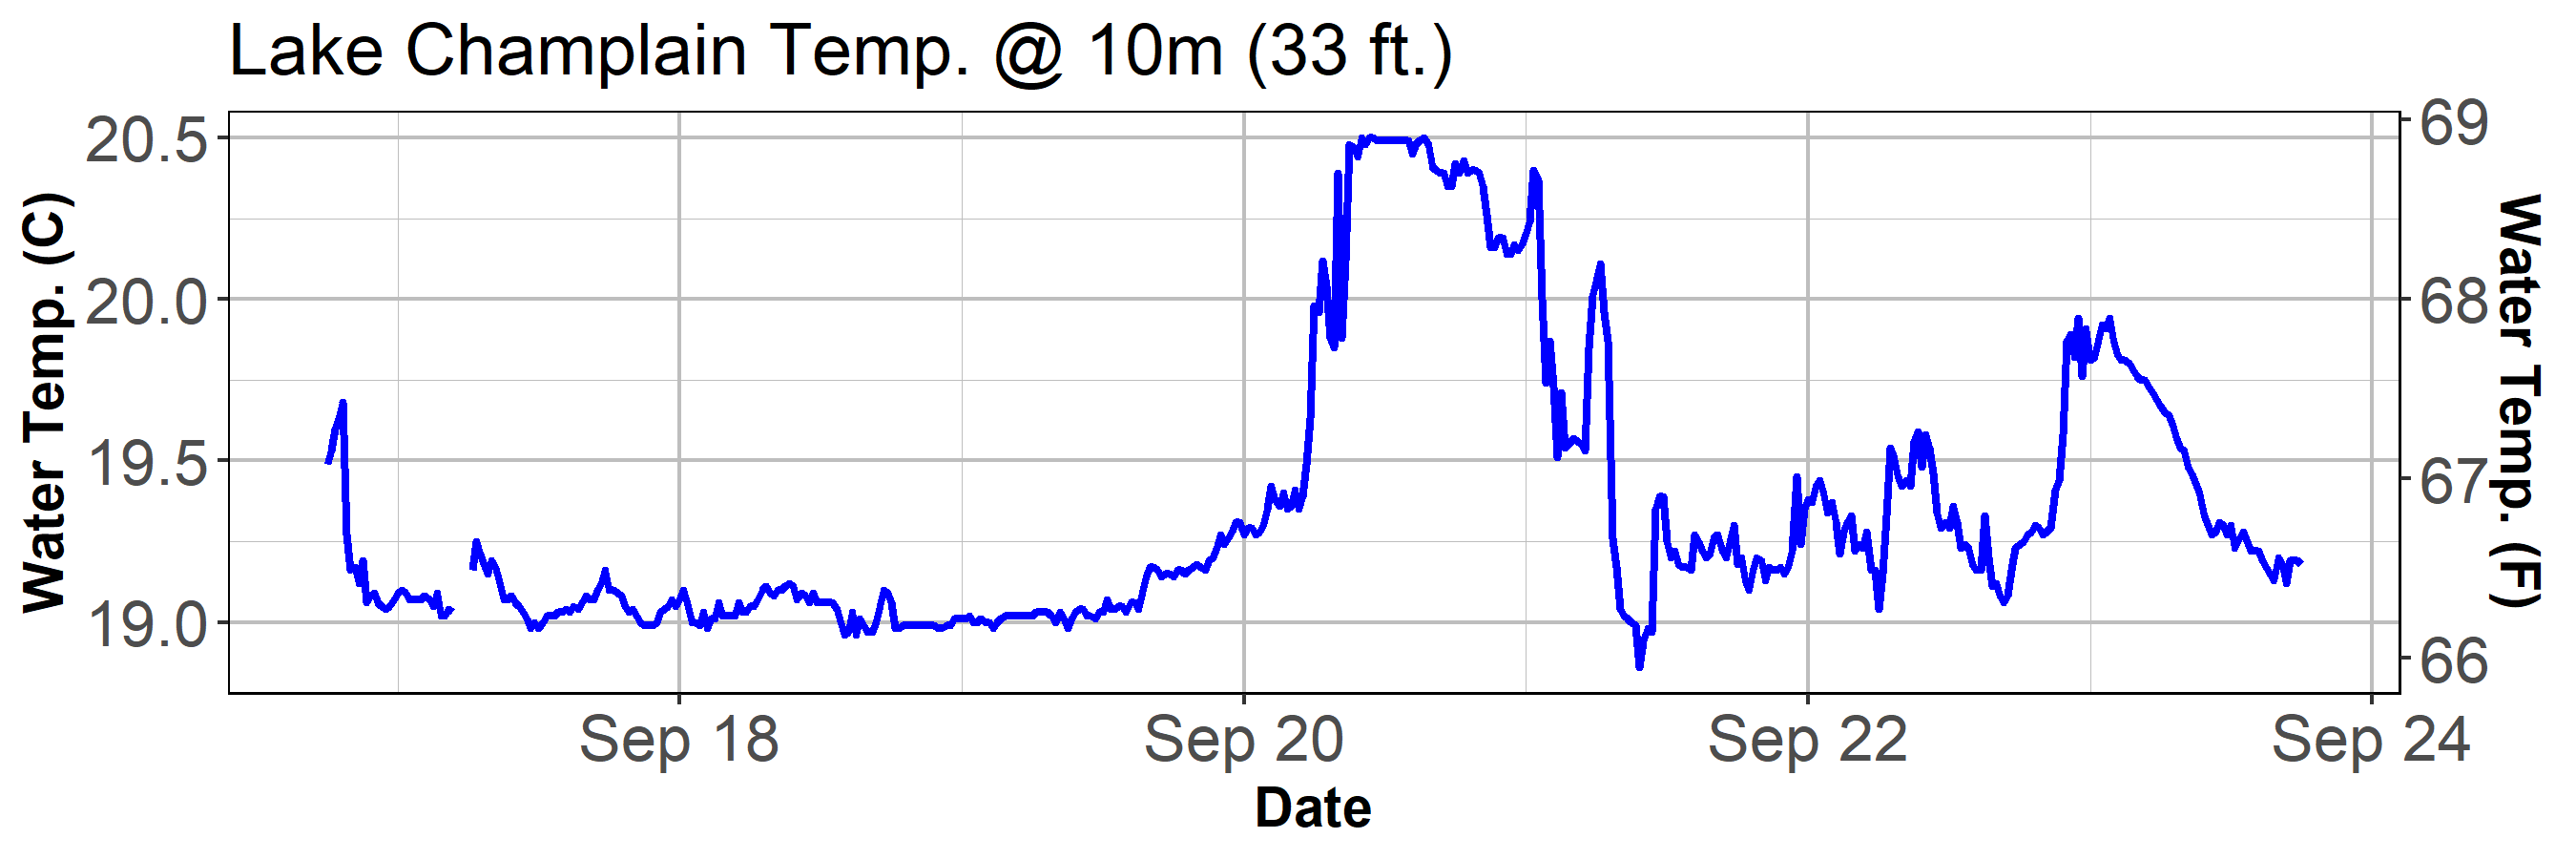 Lake Champlain Temp. @ 10m (33 ft.)
Water Temp. (C)
20.5
20.0
19.5
19.0
69
68
67
66
Water Temp. (F)
Sep 18 Sep 20 Sep 22 Sep 24
Date